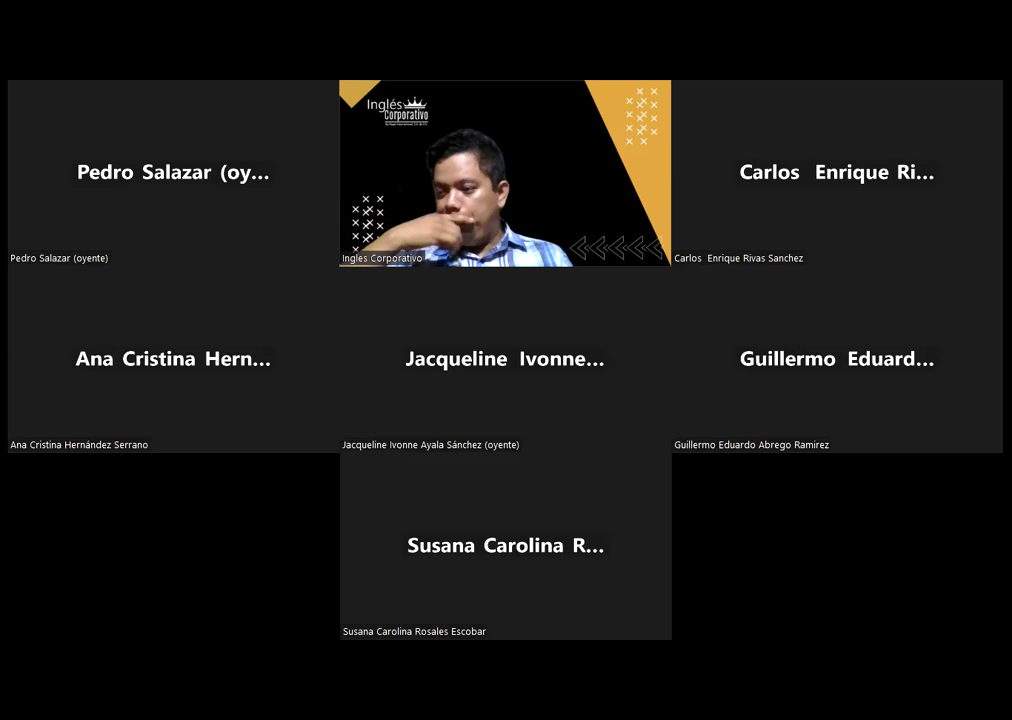 Pedro Salazar (oy...
Pedro Salazar (oyente)
Inglés
Corporativo
Ingles Corporativo
Carlos Enrique Ri...
Carlos Enrique Rivas Sanchez
Ana Cristina Hern...
Ana Cristina Hernández Serrano
Jacqueline Ivonne...
Jacqueline Ivonne Ayala Sánchez (oyente)
Guillermo Eduard...
Guillermo Eduardo Abrego Ramirez
Susana Carolina R...
Susana Carolina Rosales Escobar